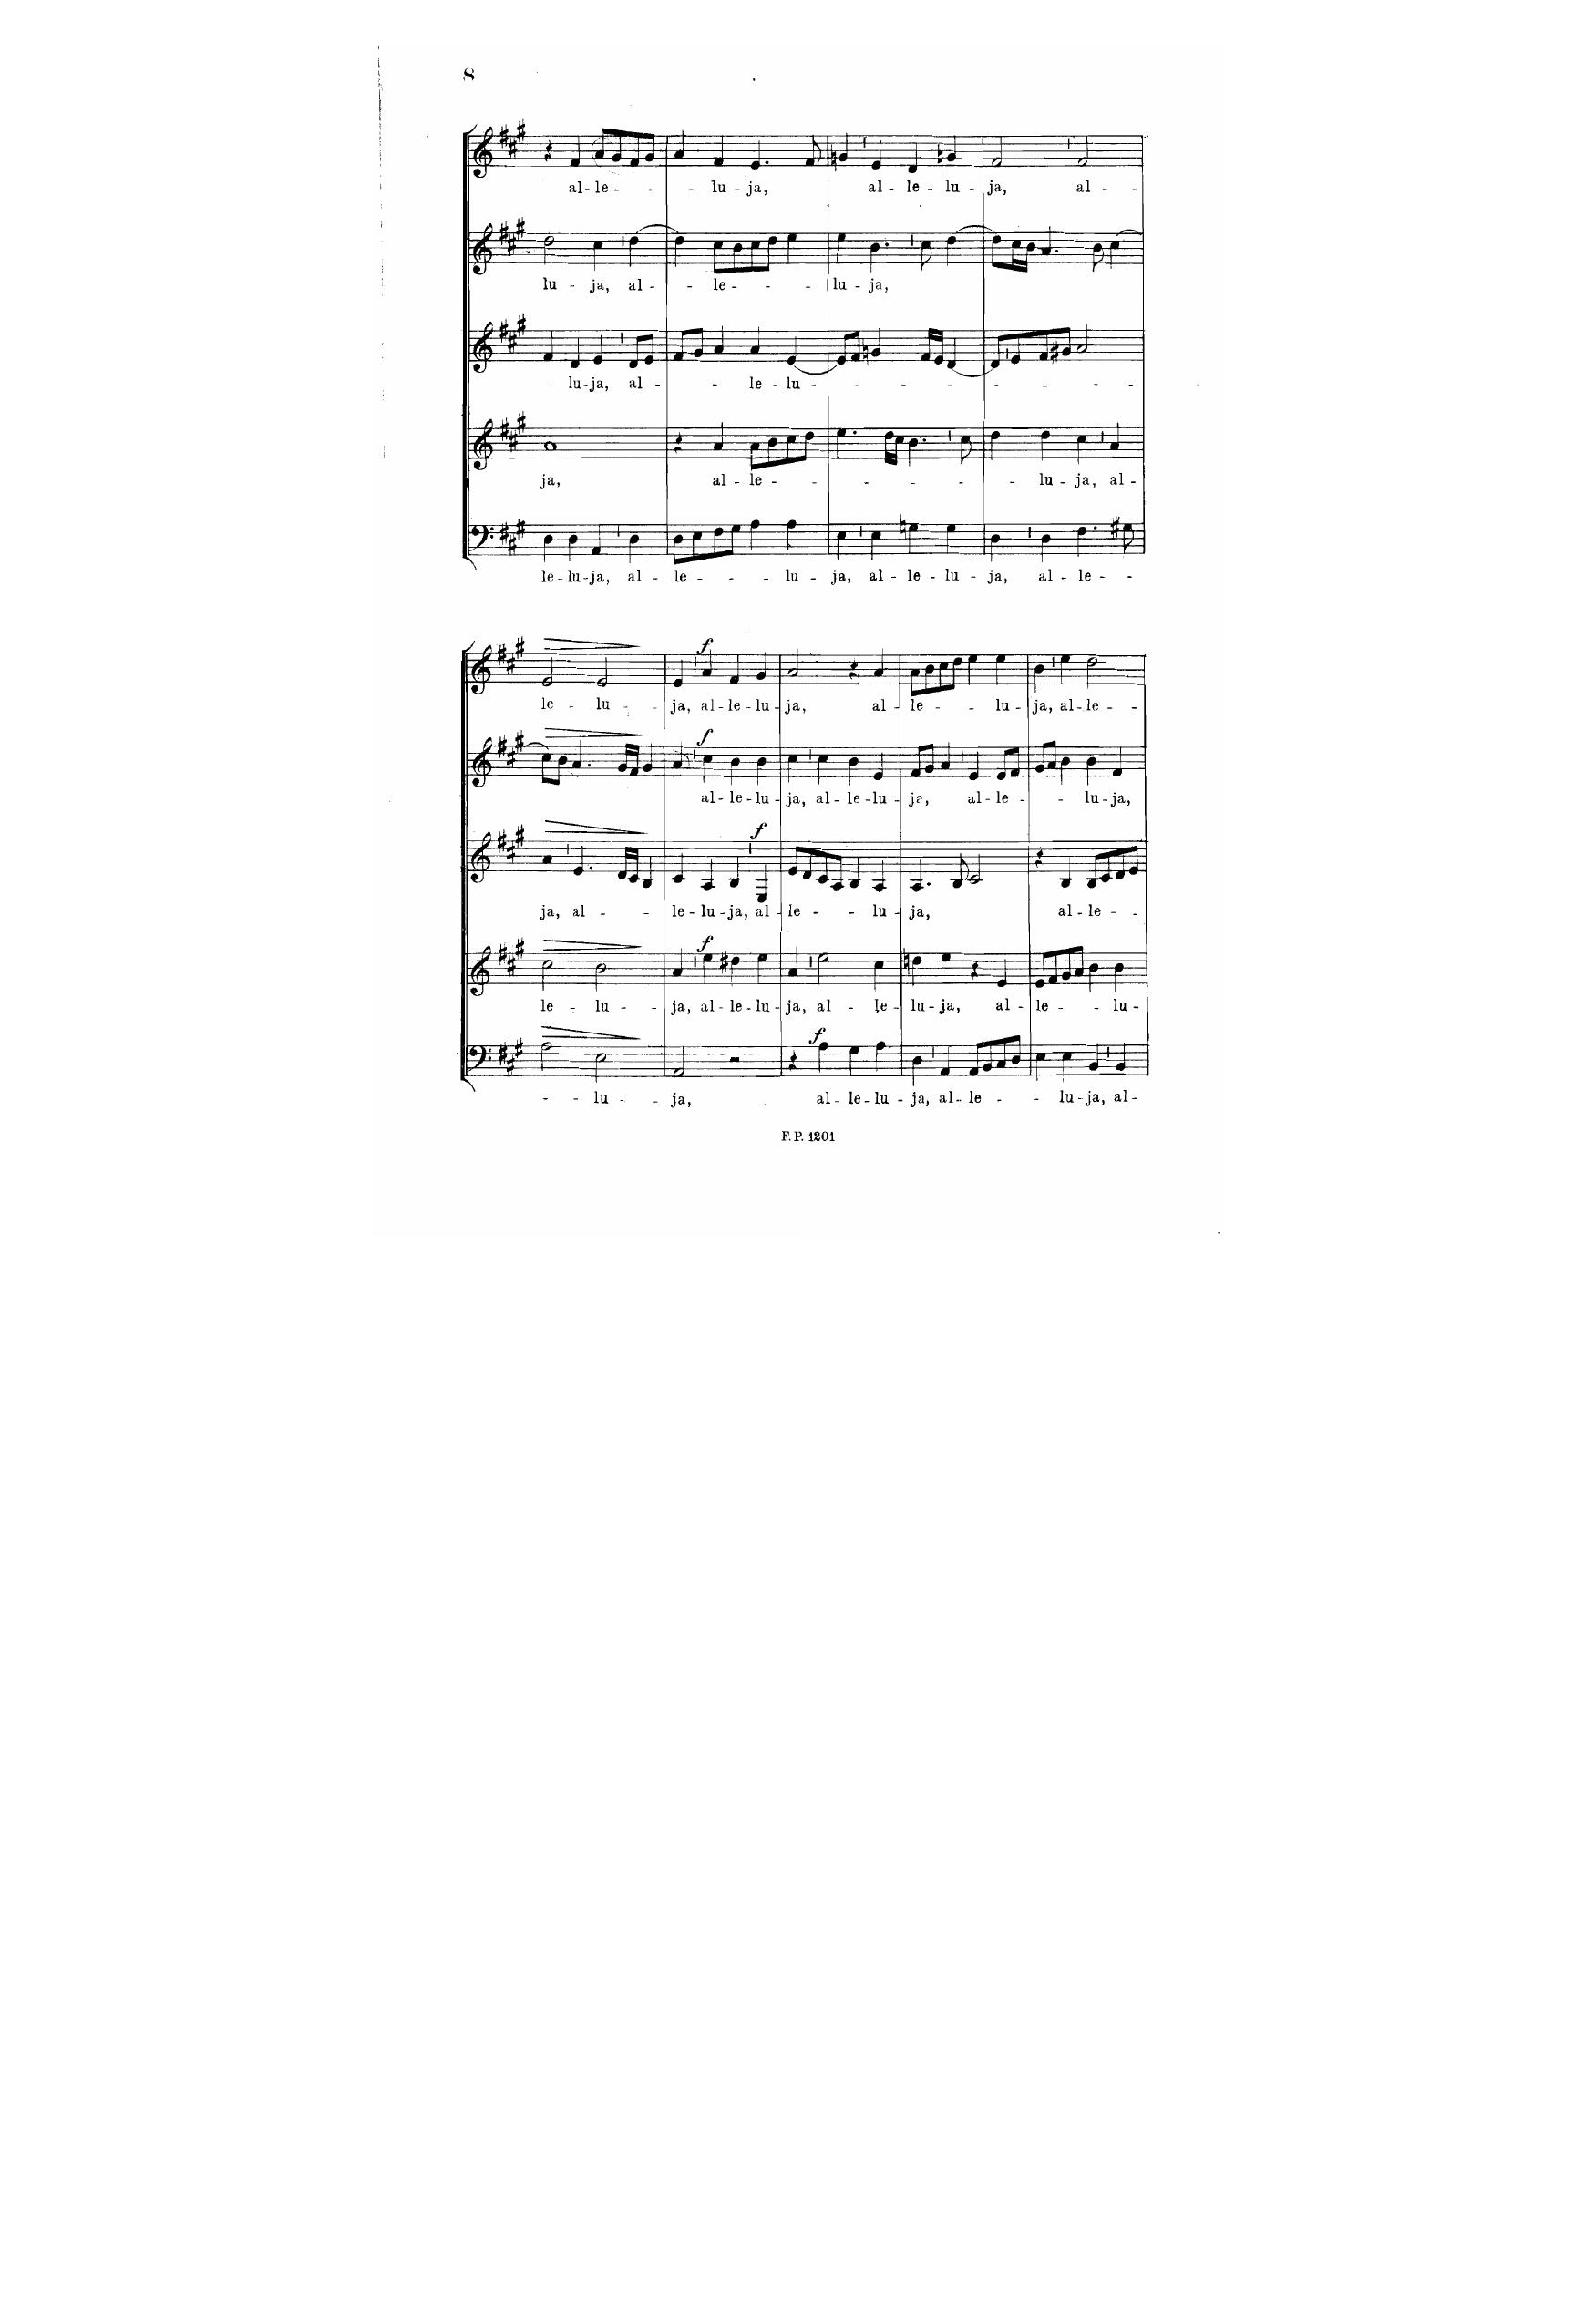 8
al - le - - - lu - ja, al - le - lu - ja, al - -
lu - ja, al - - le - - - lu - ja,
- lu - ja, al - - le - lu - - - - - - - - -
ja, al - le - - - - - - lu - ja, al -
le - lu - ja, al - le - - - lu - ja, al - le - lu - ja, al - le - -
le - lu - - ja, al - le - lu - ja, al - le - - - lu - ja, al - le - -
f
f
al - le - lu - ja, al - le - lu - ja, al - le - - - lu - ja,
f
ja, al - - - le - lu - ja, al - le - - - lu - ja, al - le - -
f
le - lu - - ja, al - le - lu - ja, al - le - lu - ja, al - le - - - lu -
f
- - lu - - ja, al - le - lu - ja, al - le - - - lu - ja, al -
F. P. 1201